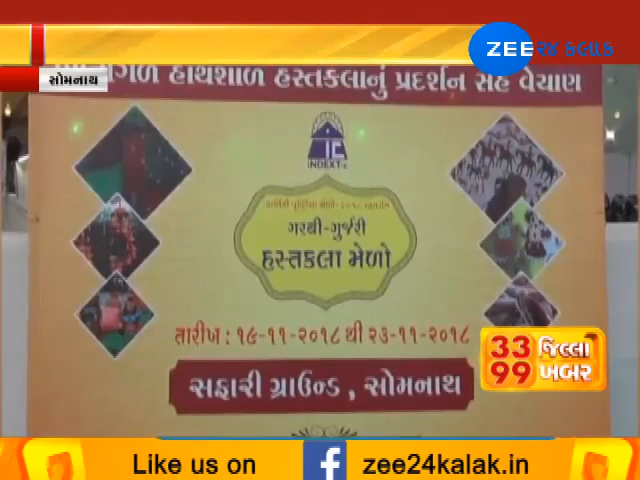 ZEE ૨૪ કલાક
સોમનાથ
હાથશાળ હસ્તકલાનું પ્રદર્શન સહ વેચાણ
INDEXT-C
ગરવી-ગુર્જરી
હસ્તકલા મેળો
તારીખ : ૧૯-૧૧-૨૦૧૮ થી ૨૩-૧૧-૨૦૧૮
33 જિલ્લા
99 ખબર
સફારી ગ્રાઉન્ડ , સોમનાથ
Like us on f zee24kalak.in